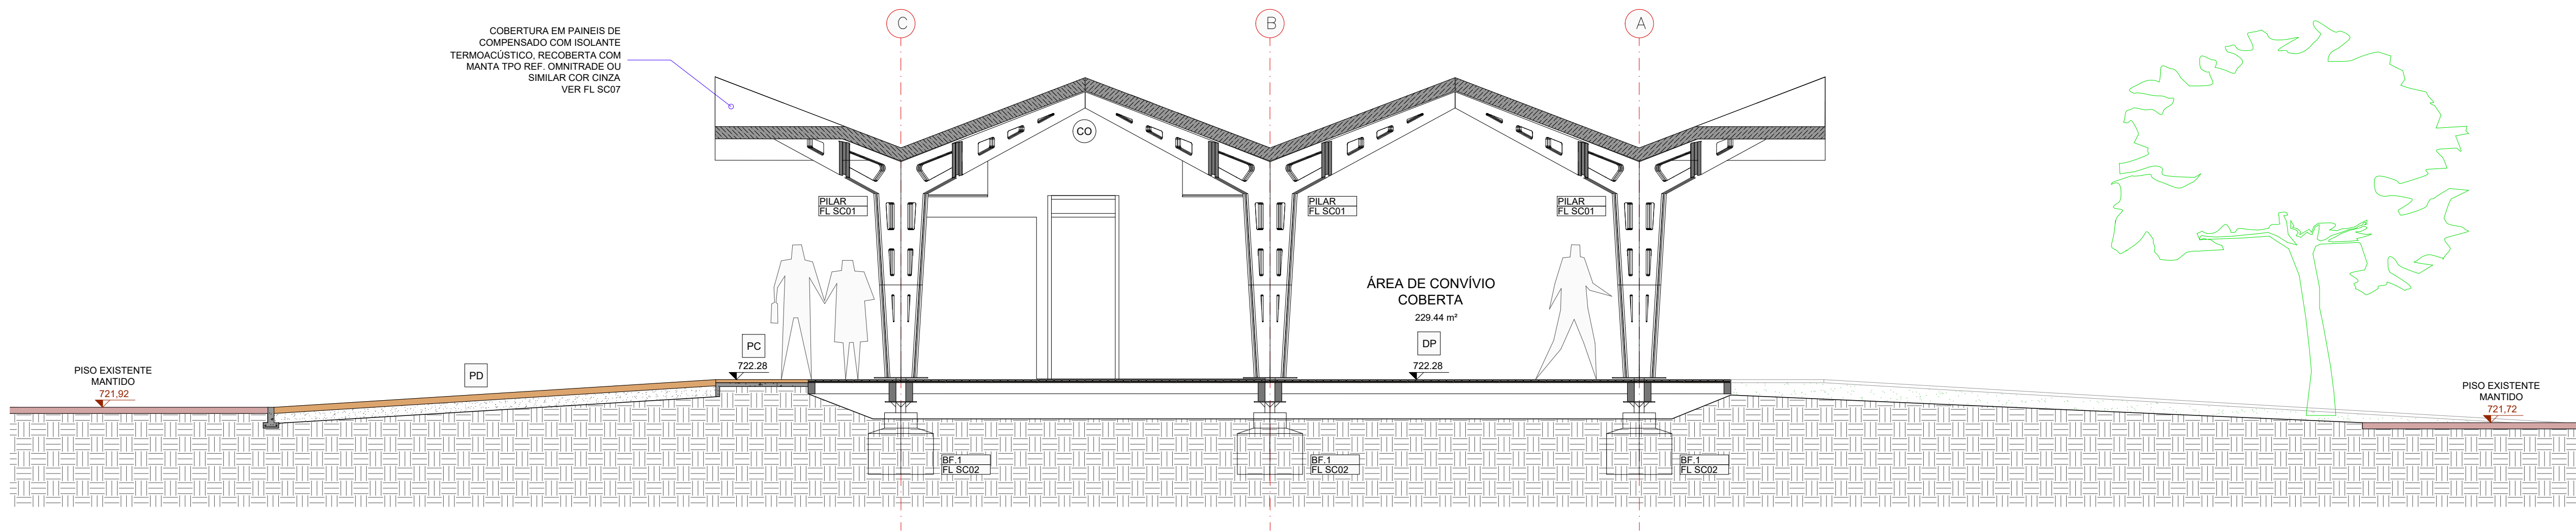 C
B
A
COBERTURA EM PAINEIS DE
COMPENSADO COM ISOLANTE
TERMOACÚSTICO, RECOBERTA COM
MANTA TPO REF. OMNITRADE OU
SIMILAR COR CINZA
VER FL SC07
CO
PILAR
FL SC01
PILAR
FL SC01
PILAR
FL SC01
ÁREA DE CONVÍVIO
COBERTA
229.44 m²
PC
722.28
DP
722.28
PD
PISO EXISTENTE
MANTIDO
721,92
PISO EXISTENTE
MANTIDO
721,72
BF.1
FL SC02
BF.1
FL SC02
BF.1
FL SC02